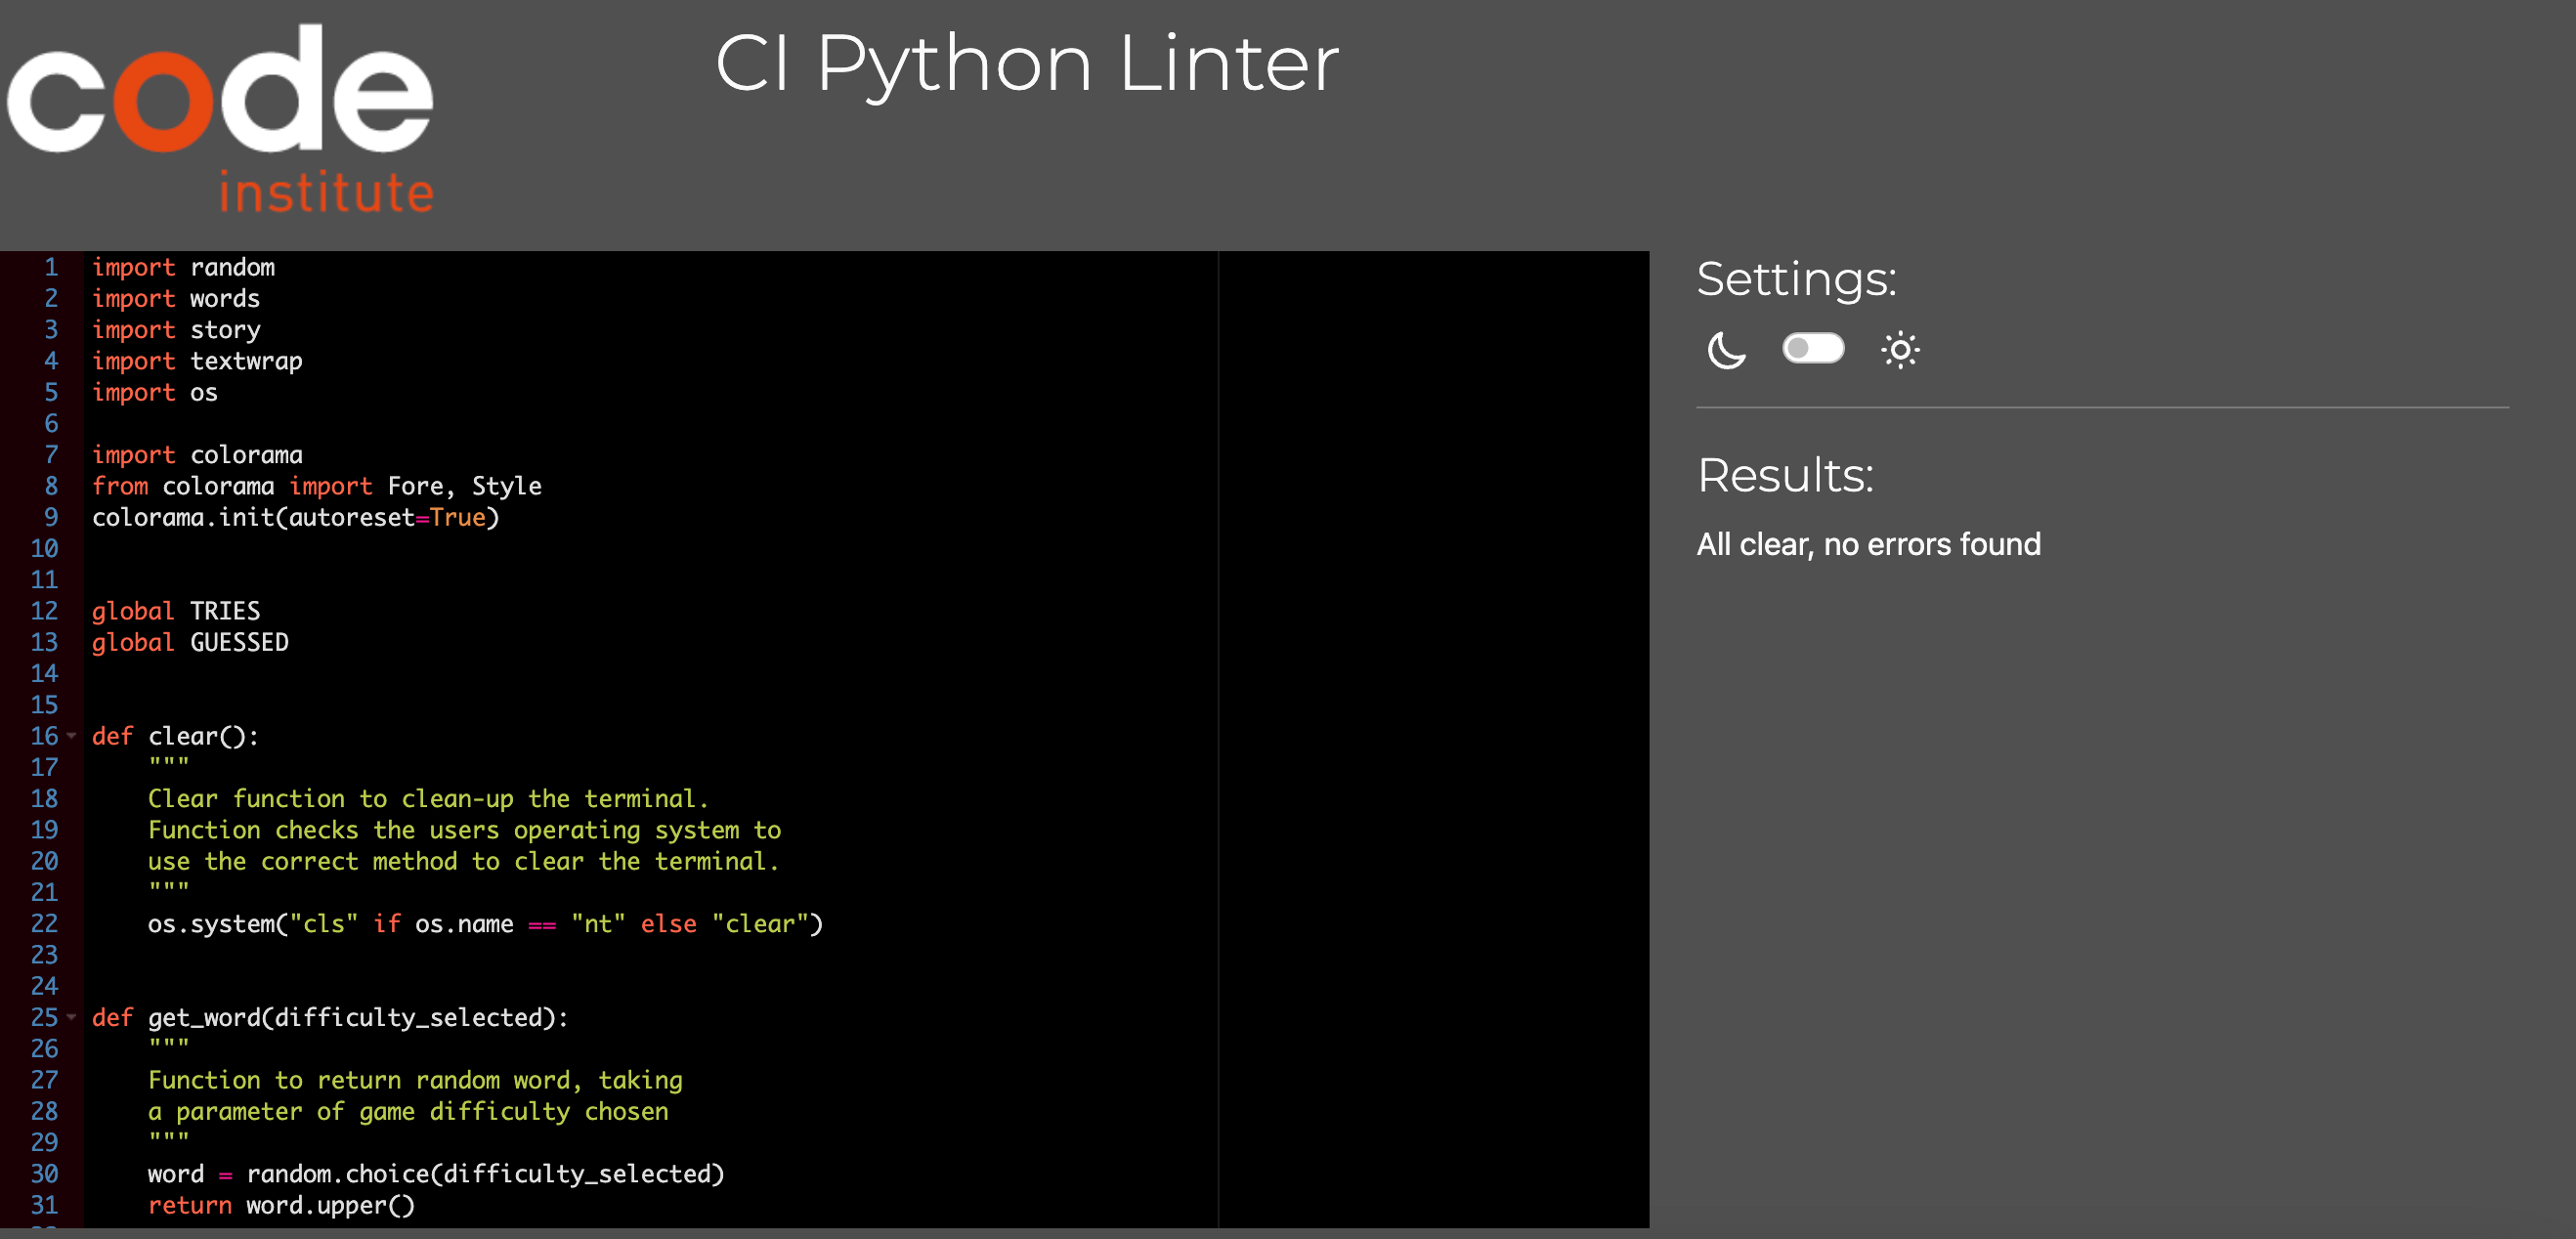 code
institute
CI Python Linter
1 import random
2 import words
3 import story
4 import textwrap
5 import os
6
7 import colorama
8 from colorama import Fore, Style
9 colorama.init(autoreset=True)
10
11
12 global TRIES
13 global GUESSED
14
15
16 def clear():
17     """
18     Clear function to clean-up the terminal.
19     Function checks the users operating system to
20     use the correct method to clear the terminal.
21     """
22     os.system("cls" if os.name == "nt" else "clear")
23
24
25 def get_word(difficulty_selected):
26     """
27     Function to return random word, taking
28     a parameter of game difficulty chosen
29     """
30     word = random.choice(difficulty_selected)
31     return word.upper()
Settings:
Results:
All clear, no errors found